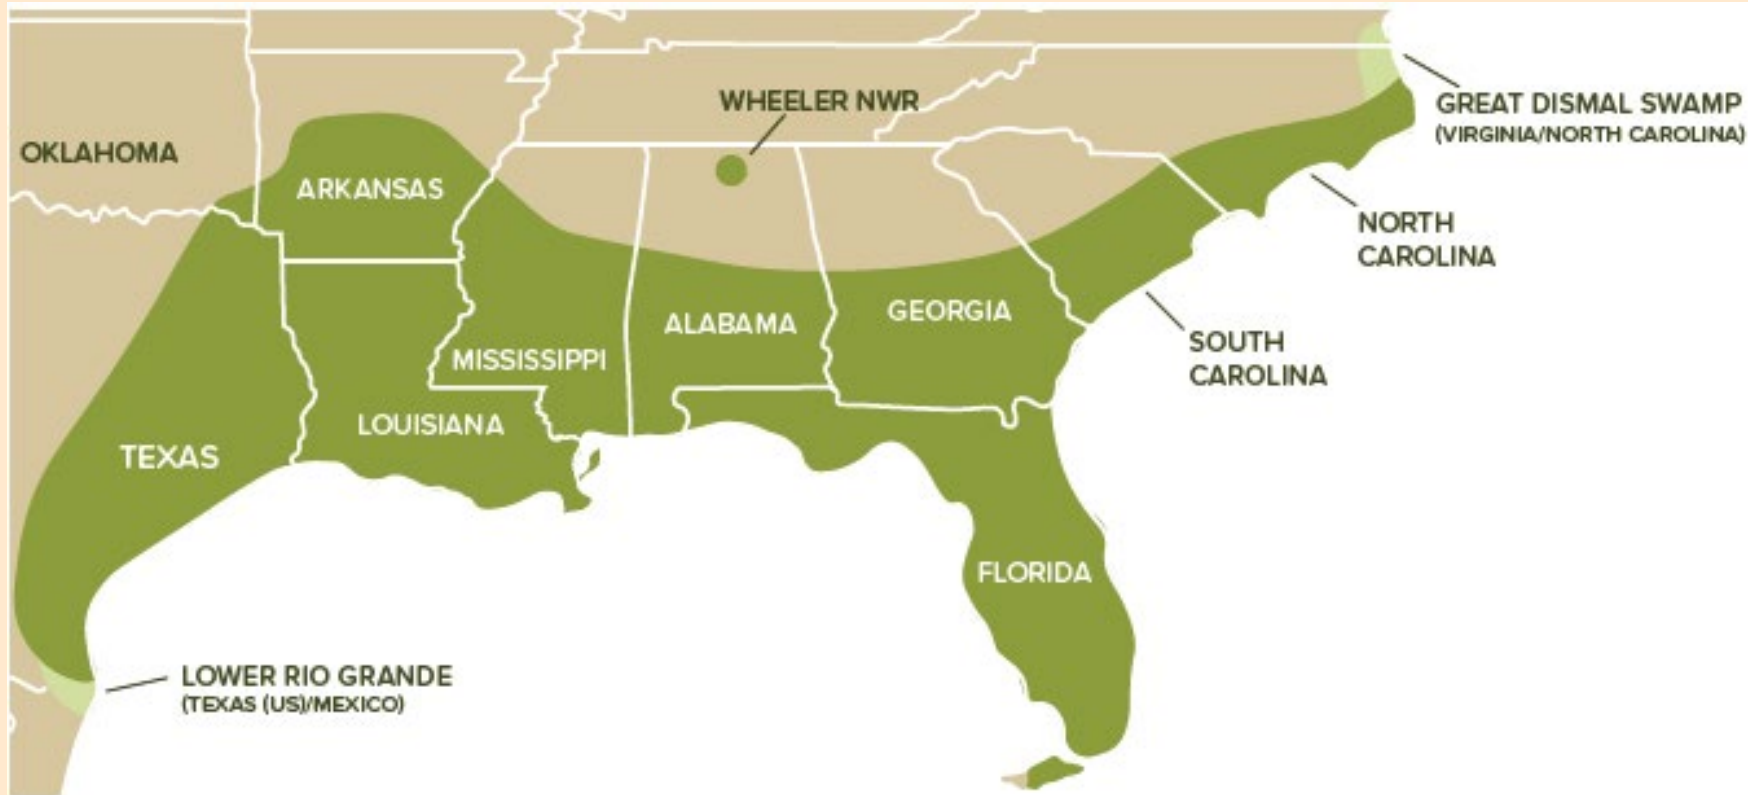 WHEELER NWR
GREAT DISMAL SWAMP
(VIRGINIA/NORTH CAROLINA)
OKLAHOMA
ARKANSAS
NORTH
CAROLINA
GEORGIA
ALABAMA
MISSISSIPPI
SOUTH
CAROLINA
LOUISIANA
TEXAS
FLORIDA
LOWER RIO GRANDE
(TEXAS (US)/MEXICO)